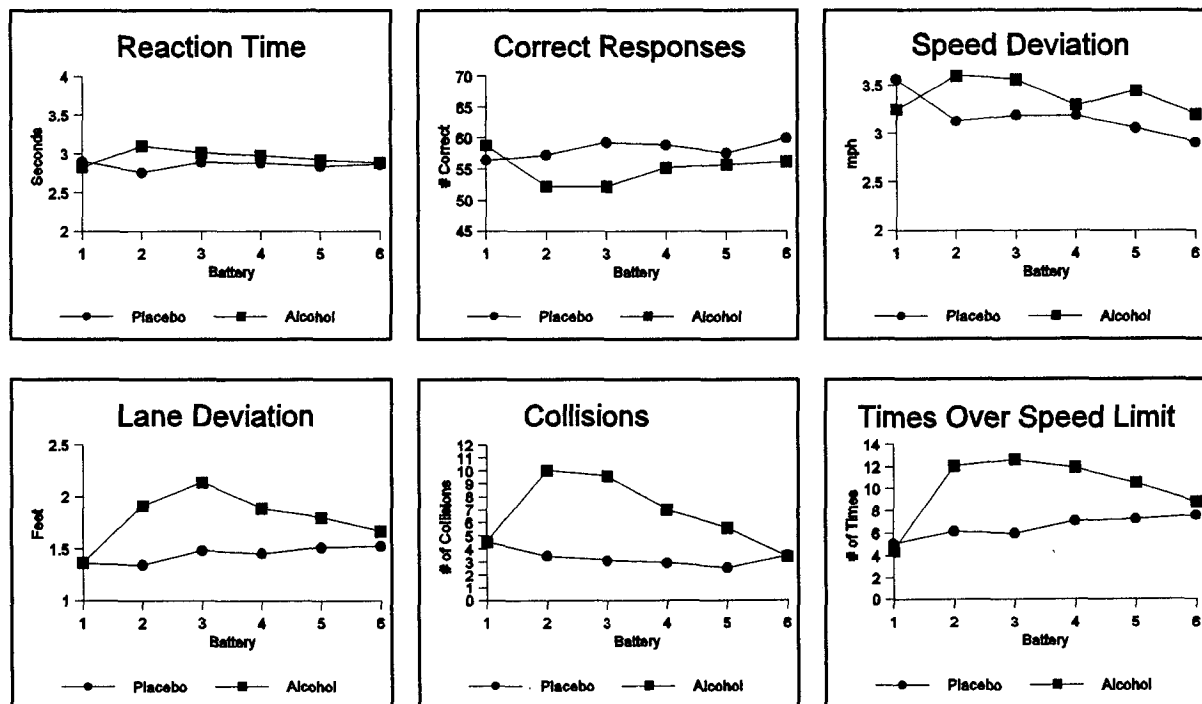 Reaction Time
4
3.5
3
2.5
2
Seconds
1 2 3 4 5 6
Battery
Placebo Alcohol
Correct Responses
70
65
60
55
50
45
# Correct
1 2 3 4 5 6
Battery
Placebo Alcohol
Speed Deviation
3.5
3
2.5
2
mph
1 2 3 4 5 6
Battery
Placebo Alcohol
Lane Deviation
2.5
2
1.5
1
Feet
1 2 3 4 5 6
Battery
Placebo Alcohol
Collisions
12
11
10
9
8
7
6
5
4
3
2
1
0
# of Collisions
1 2 3 4 5 6
Battery
Placebo Alcohol
Times Over Speed Limit
14
12
10
8
6
4
2
0
# of Times
1 2 3 4 5 6
Battery
Placebo Alcohol